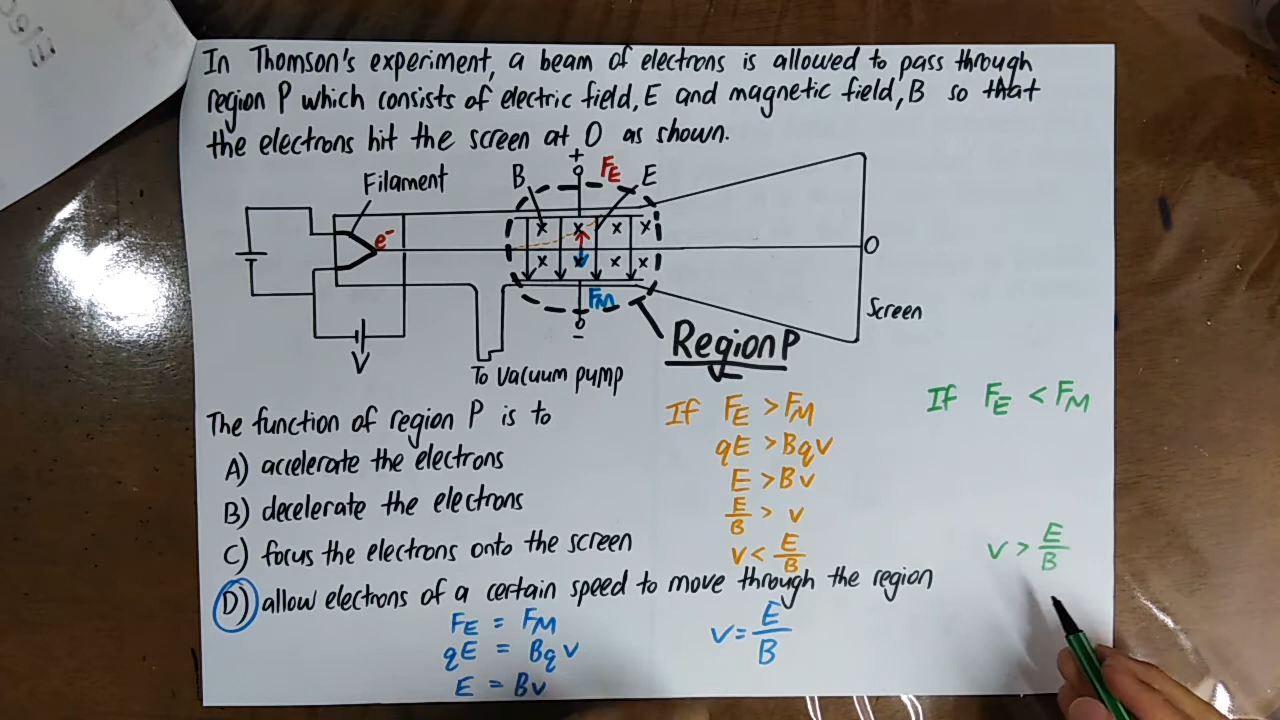 In Thomson's experiment, a beam of electrons is allowed to pass through
region P which consists of electric field, E and magnetic field, B so that
the electrons hit the screen at O as shown.
+
Filament
B
FE
E
e-
x x x x
O
x x x x
FM
Screen
-
Region P
V
To vacuum pump
The function of region P is to
A) accelerate the electrons
B) decelerate the electrons
C) focus the electrons onto the screen
D) allow electrons of a certain speed to move through the region
FE = FM
qE = Bqv
E = Bv
v = E/B
If FE > FM
qE > Bqv
E > Bv
E/B > v
v < E/B
If FE < FM
v > E/B